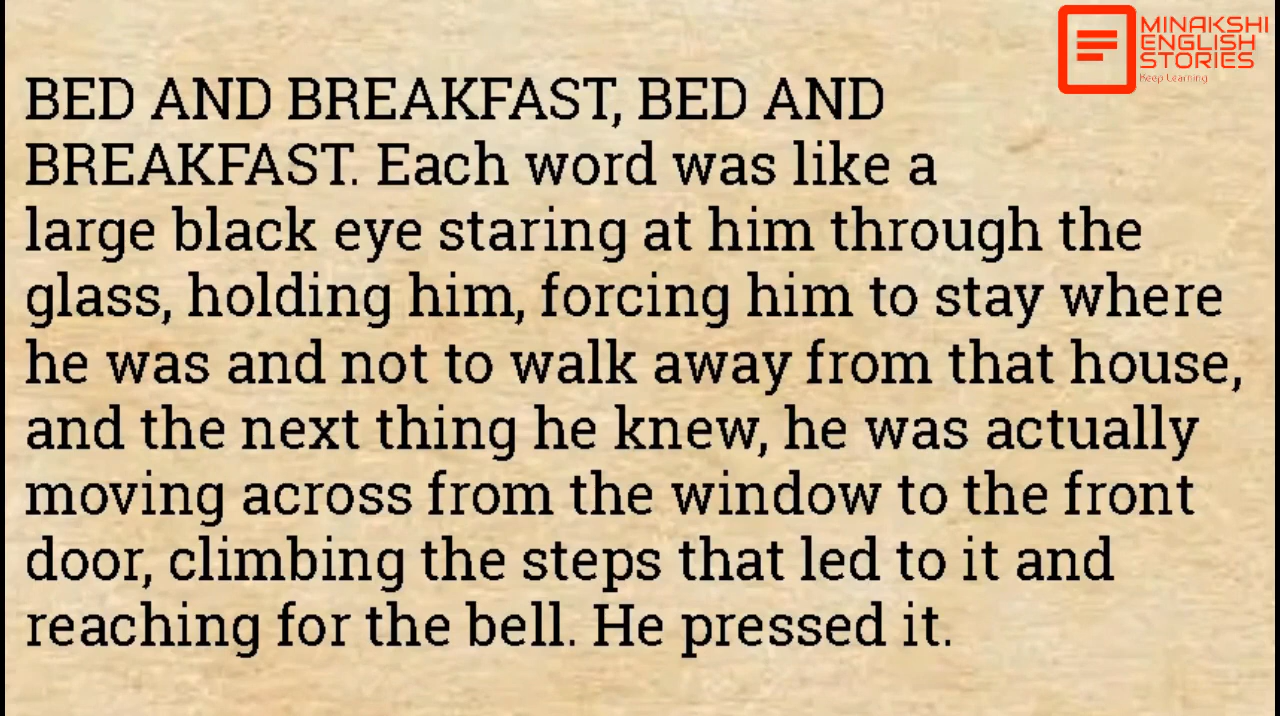 MINAKSHI
ENGLISH
STORIES
Keep Learning
BED AND BREAKFAST, BED AND
BREAKFAST. Each word was like a
large black eye staring at him through the
glass, holding him, forcing him to stay where
he was and not to walk away from that house,
and the next thing he knew, he was actually
moving across from the window to the front
door, climbing the steps that led to it and
reaching for the bell. He pressed it.